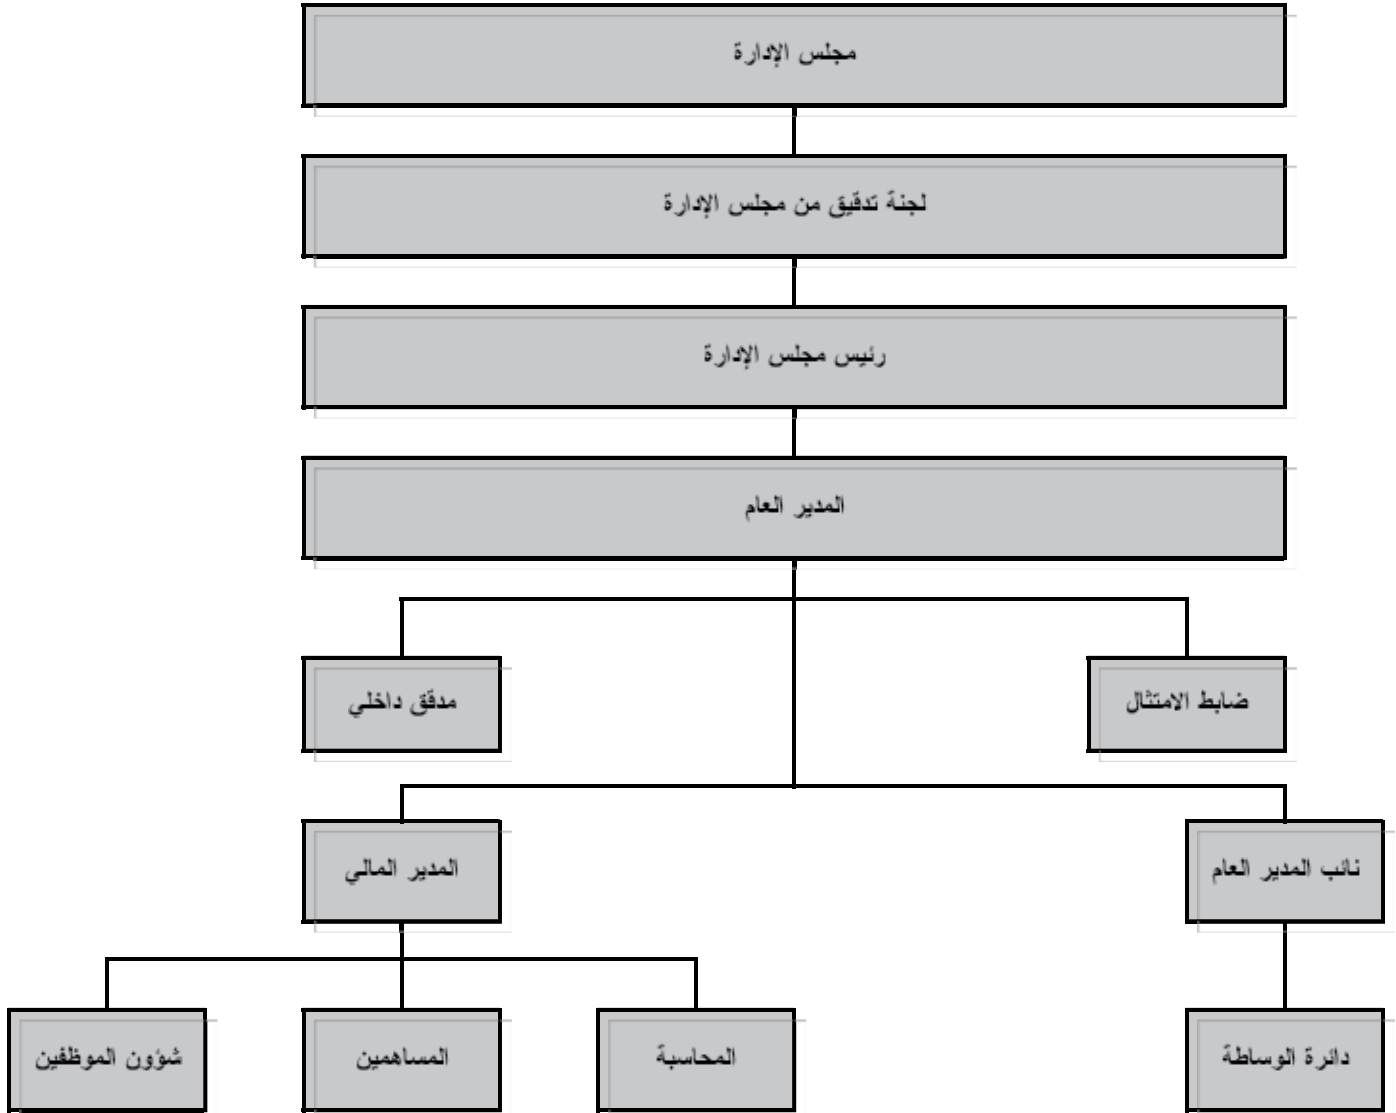 مجلس الإدارة
لجنة تدقيق من مجلس الإدارة
رئيس مجلس الإدارة
المدير العام
ضابط الامتثال
مدقق داخلي
نائب المدير العام
المدير المالي
دائرة الوساطة
المحاسبة
المساهمين
شؤون الموظفين